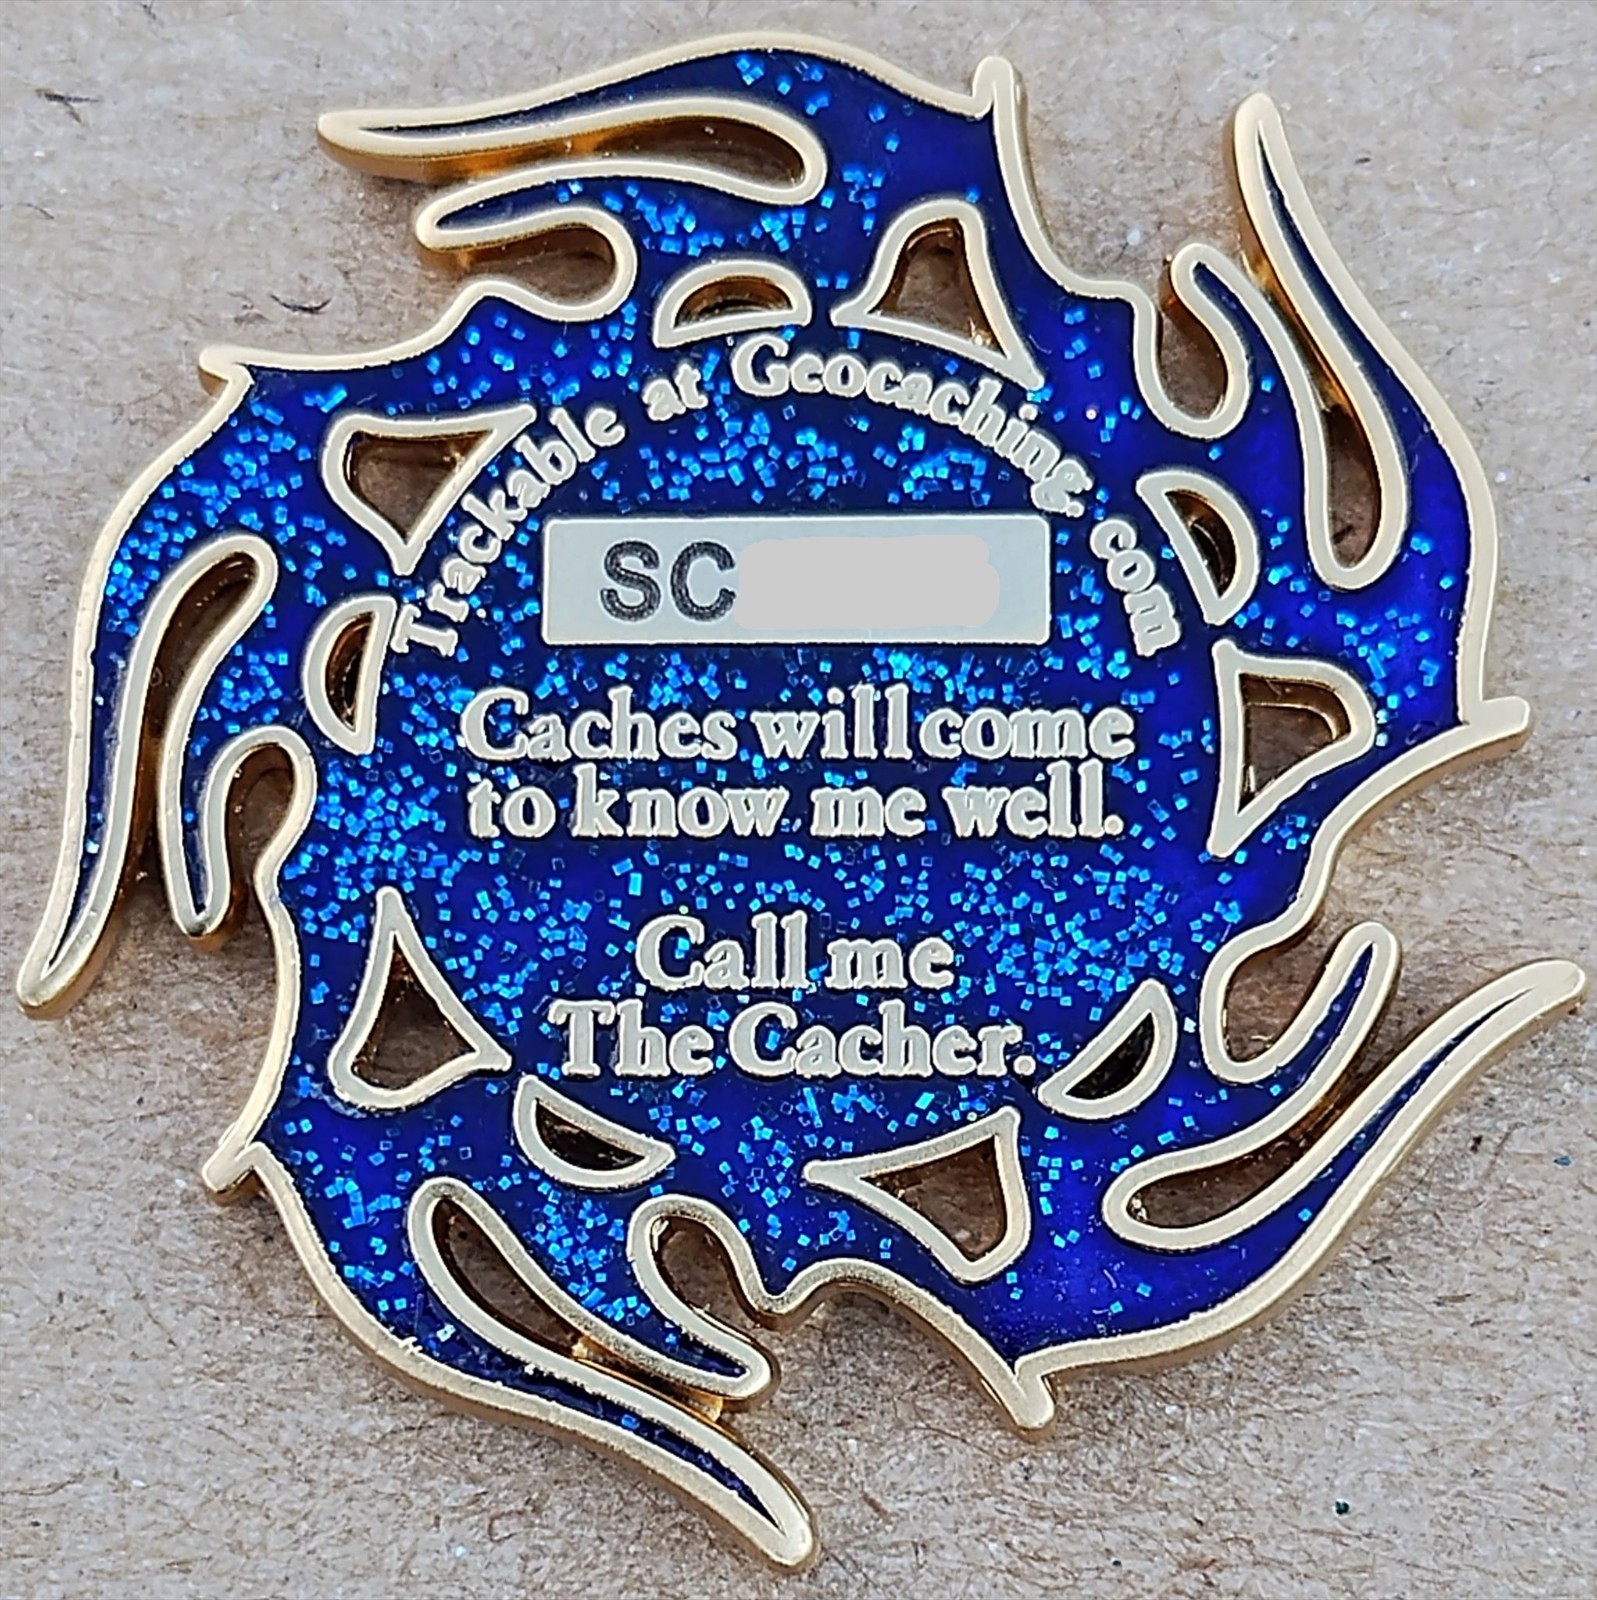 Trackable at Geocaching.com
SC
Caches will come
to know me well.
Call me
The Cacher.